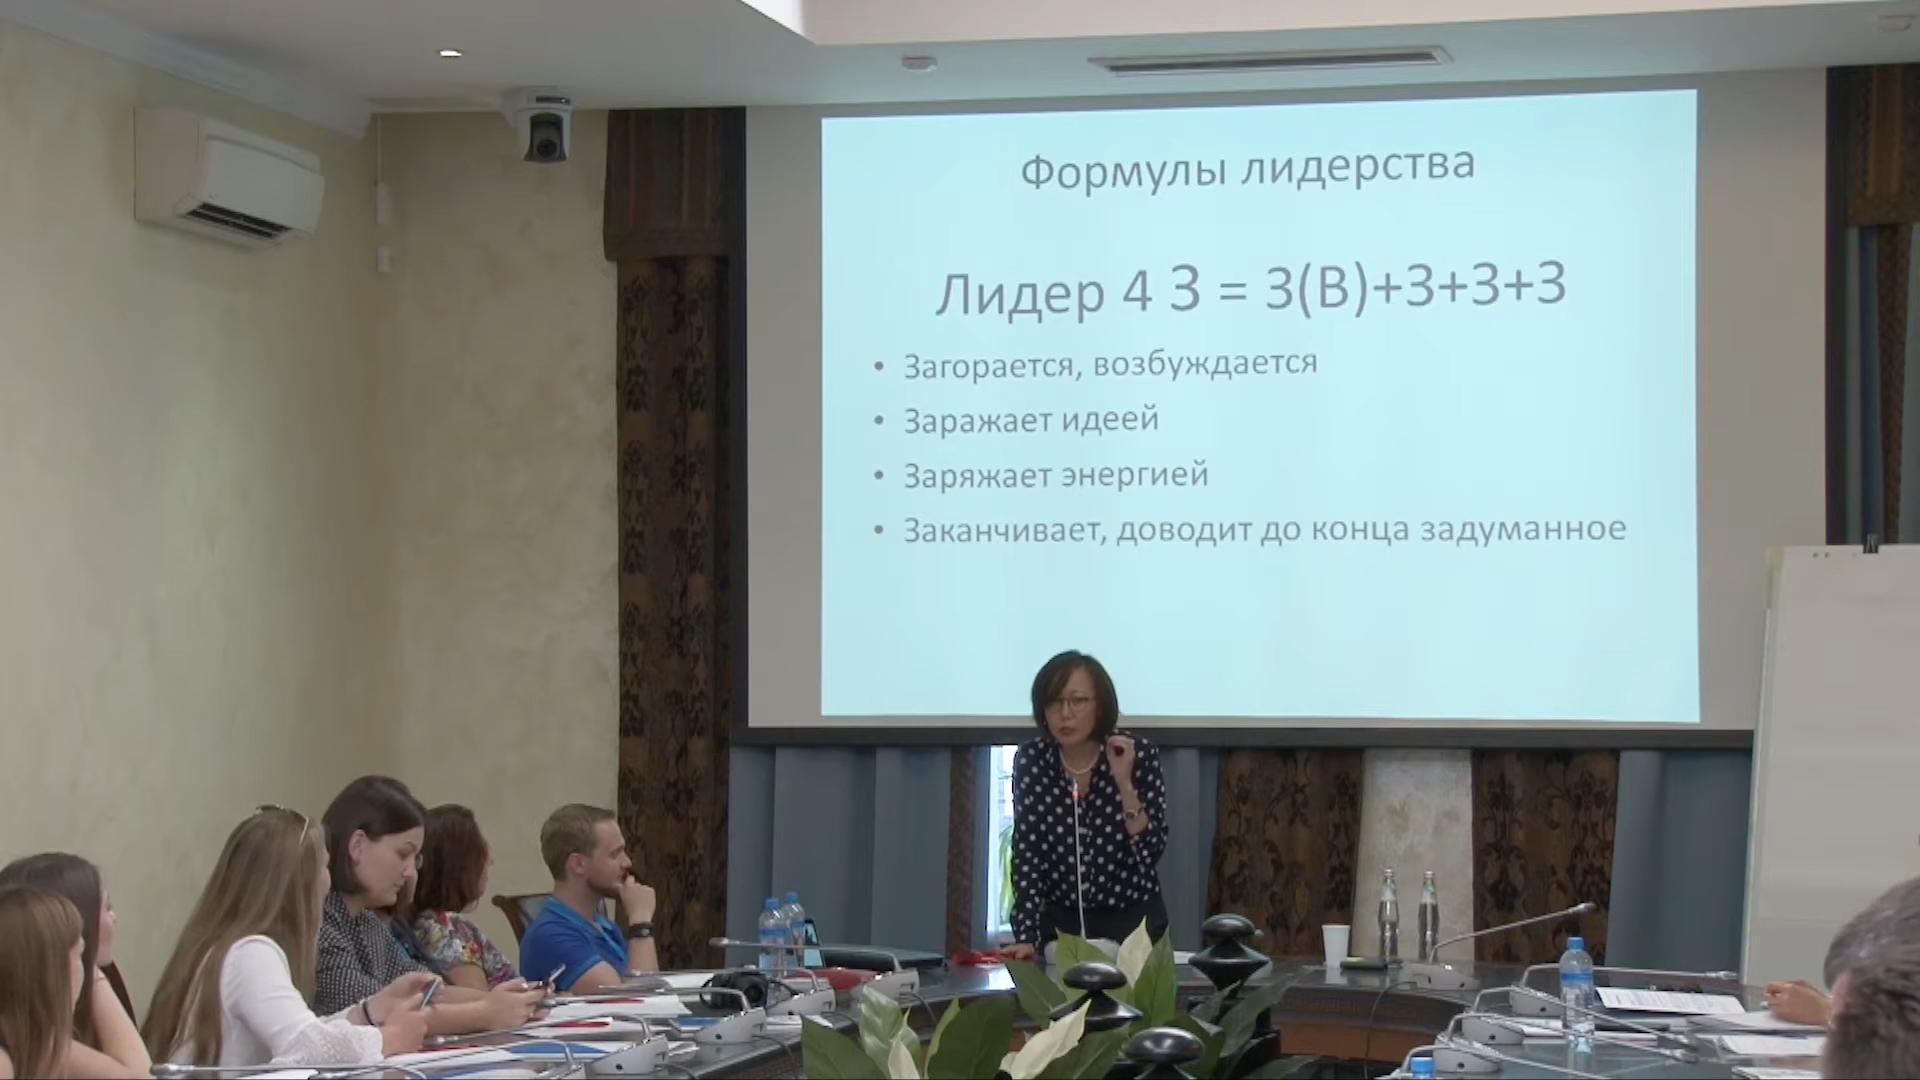 Формулы лидерства
Лидер 4 З = З(В)+З+З+З
• Загорается, возбуждается
• Заражает идеей
• Заряжает энергией
• Заканчивает, доводит до конца задуманное